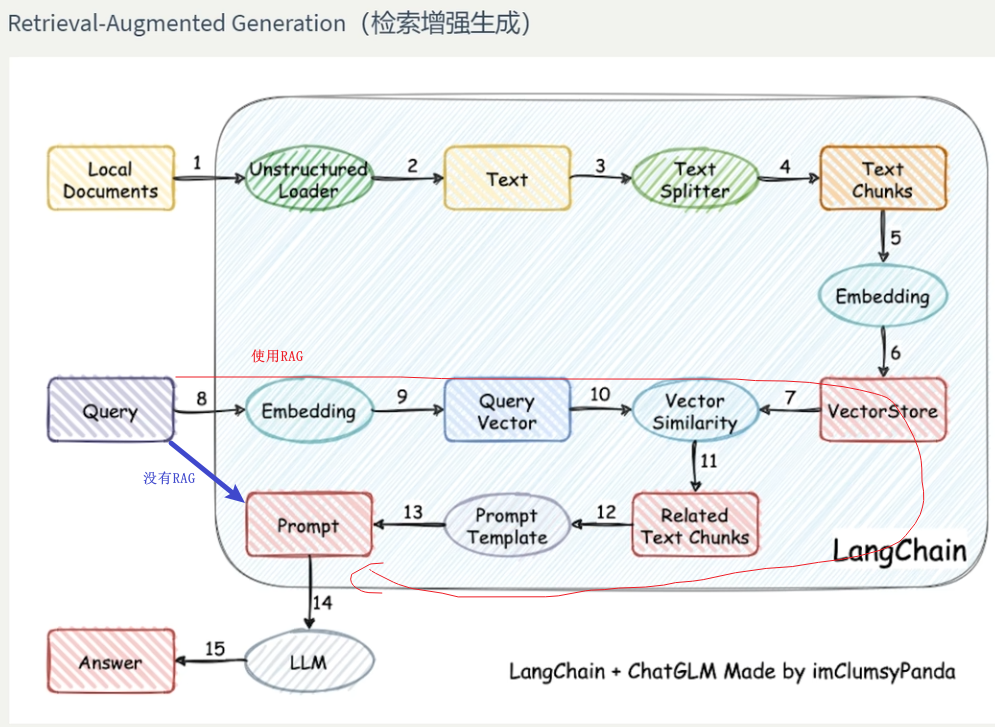 Retrieval-Augmented Generation（检索增强生成）
Local
Documents
1
Unstructured
Loader
2
Text
3
Text
Splitter
4
Text
Chunks
5
Embedding
6
使用RAG
Query
8
Embedding
9
Query
Vector
10
Vector
Similarity
7
VectorStore
没有RAG
11
Prompt
13
Prompt
Template
12
Related
Text Chunks
LangChain
14
Answer
15
LLM
LangChain + ChatGLM Made by imClumsyPanda